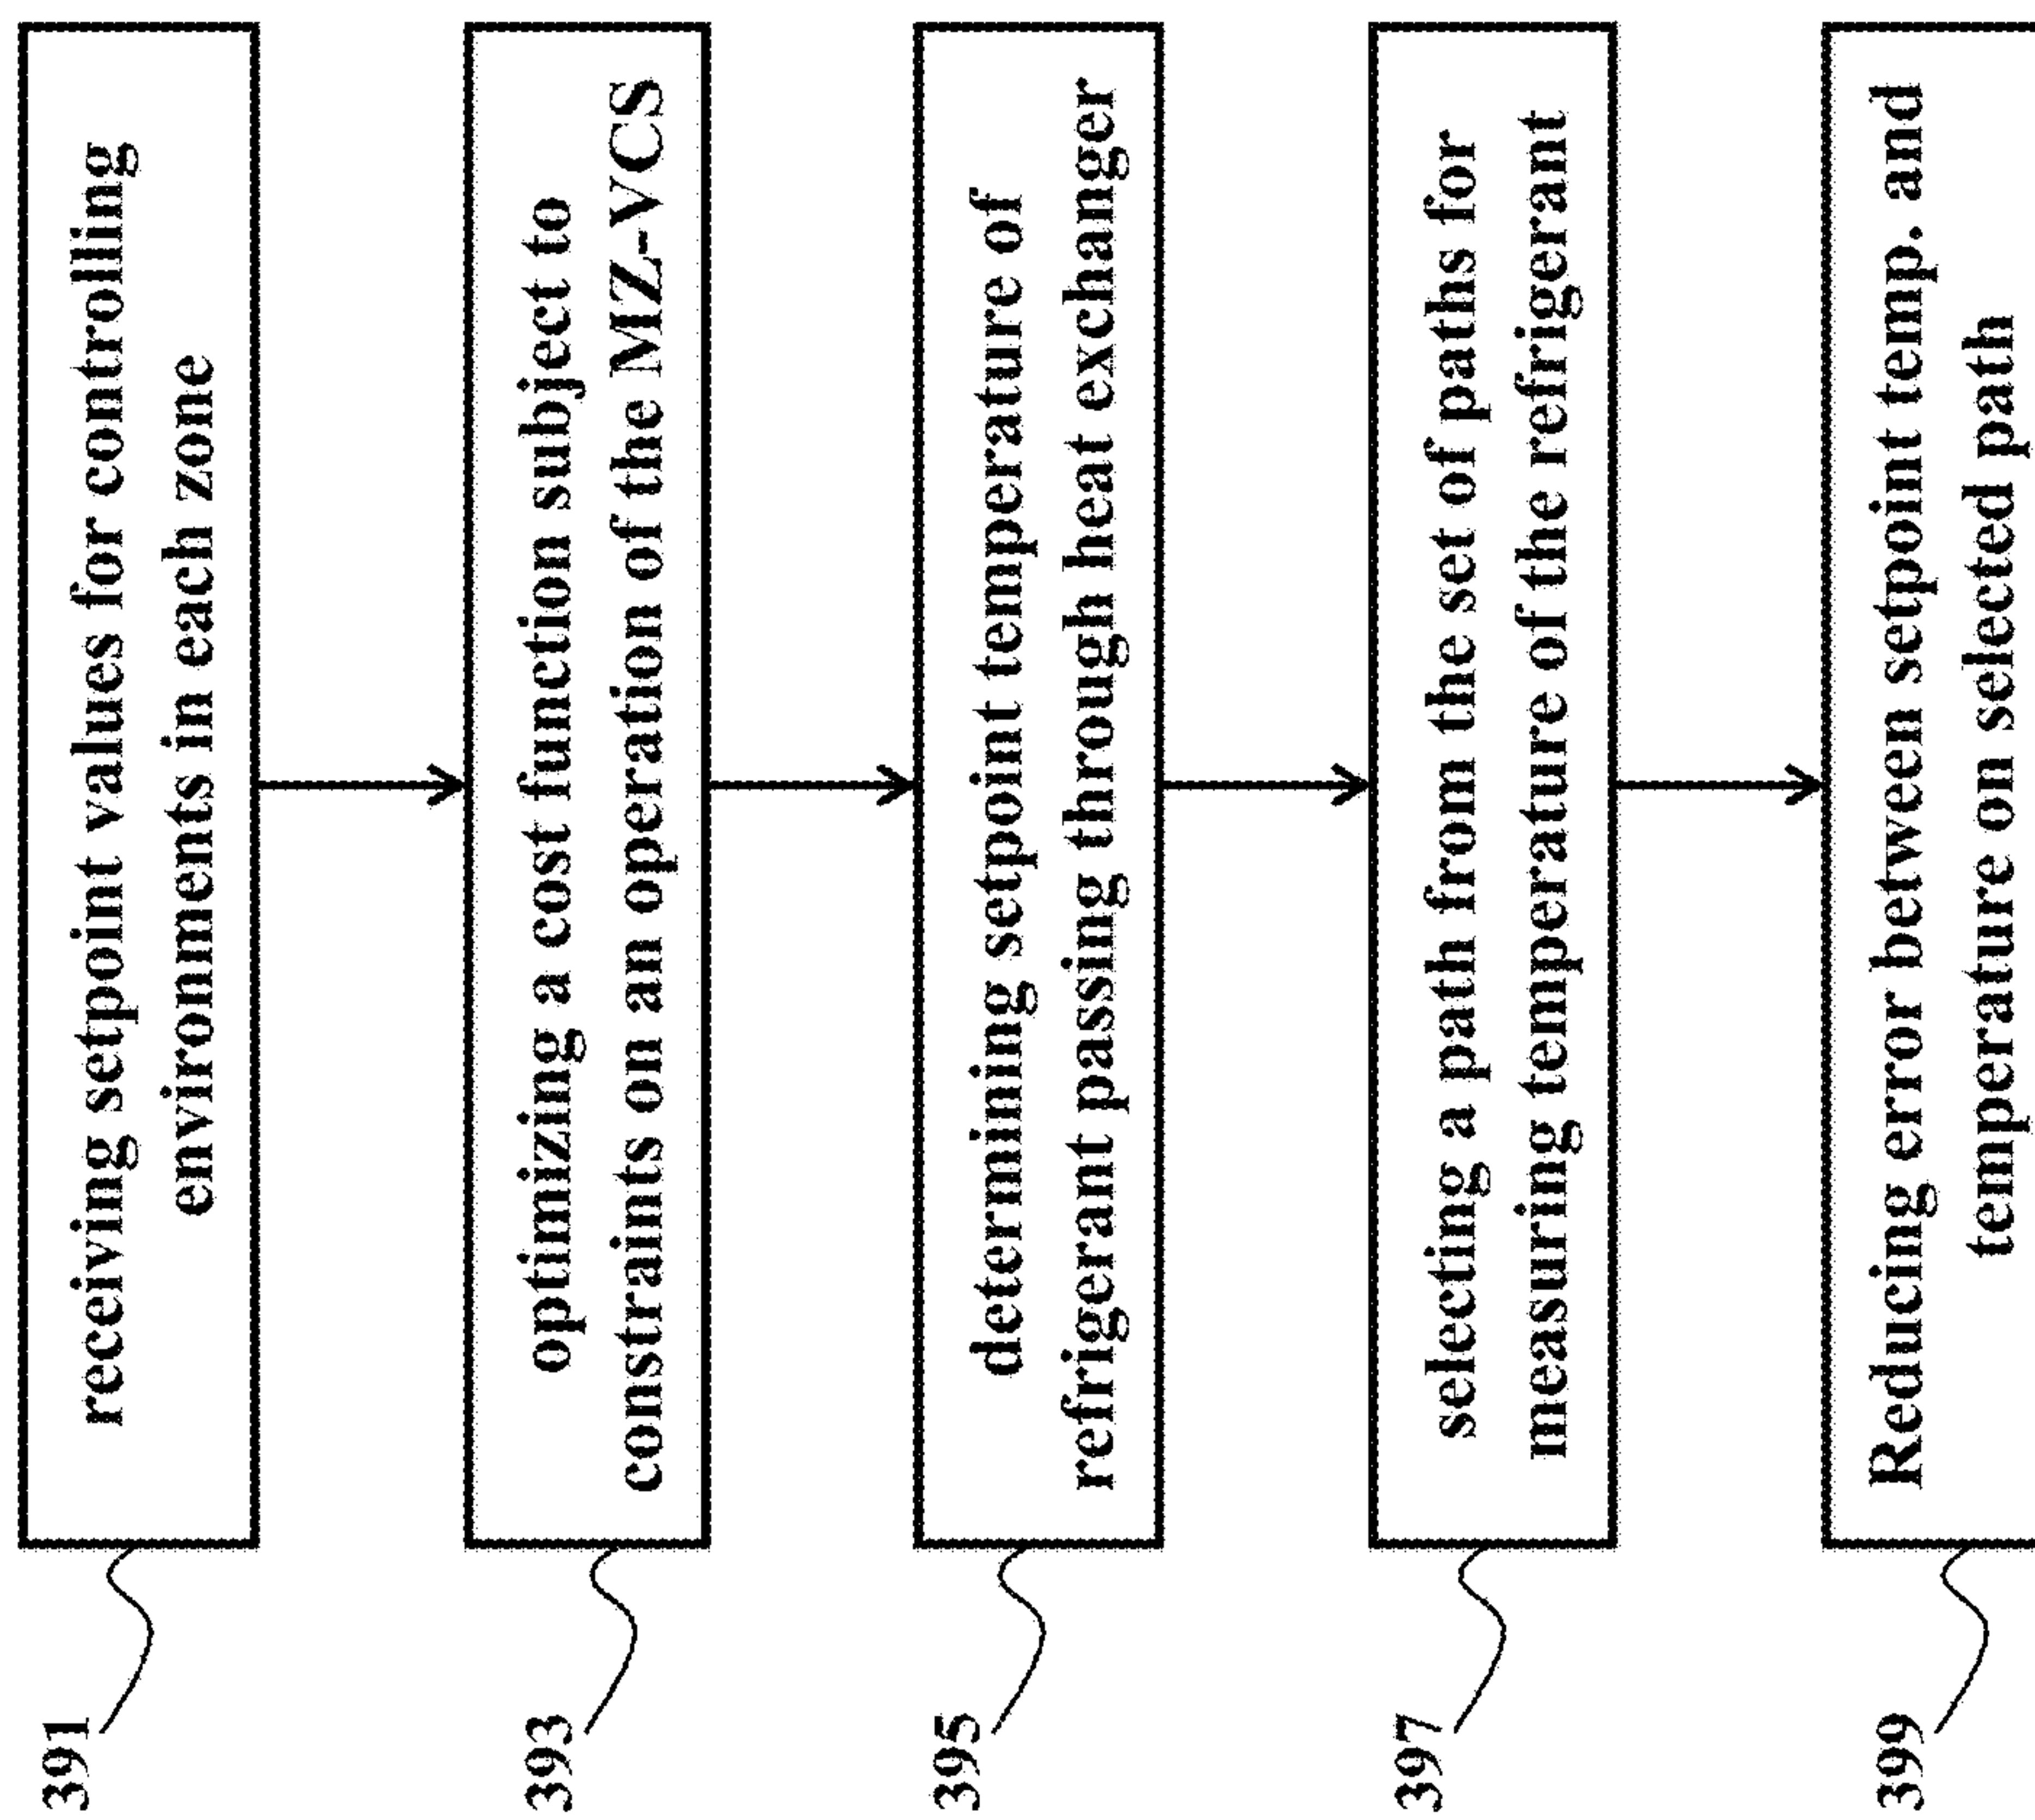 391
receiving setpoint values for controlling
environments in each zone
393
optimizing a cost function subject to
constraints on an operation of the MZ-VCS
395
determining setpoint temperature of
refrigerant passing through heat exchanger
397
selecting a path from the set of paths for
measuring temperature of the refrigerant
399
Reducing error between setpoint temp. and
temperature on selected path